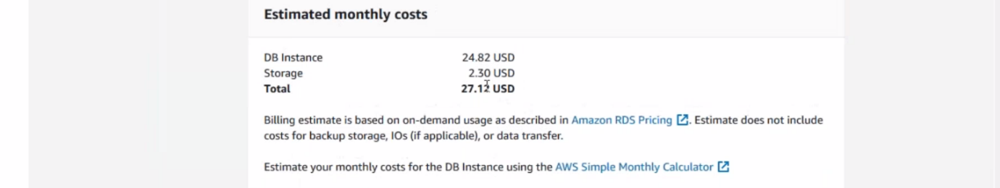 Estimated monthly costs
DB Instance 24.82 USD
Storage 2.30 USD
Total 27.12 USD
Billing estimate is based on on-demand usage as described in Amazon RDS Pricing. Estimate does not include
costs for backup storage, IOs (if applicable), or data transfer.
Estimate your monthly costs for the DB Instance using the AWS Simple Monthly Calculator